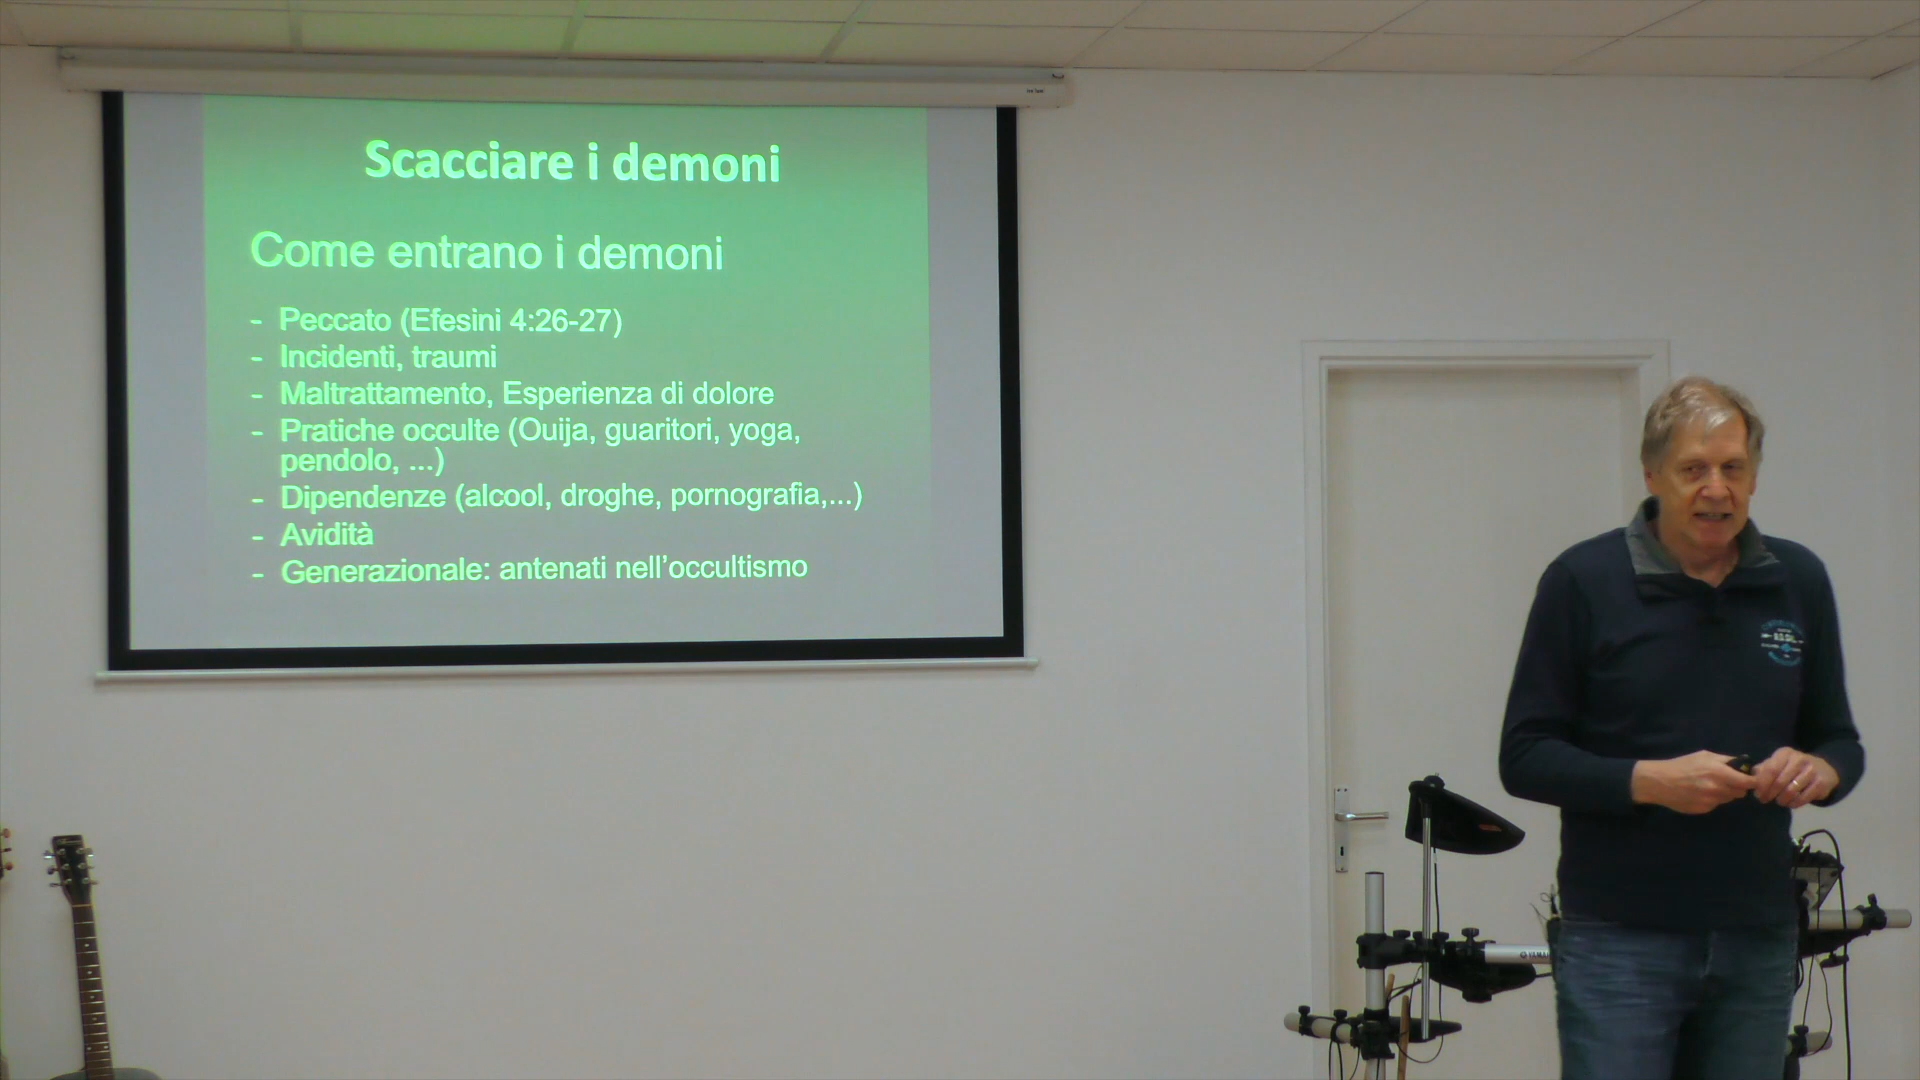 Scacciare i demoni
Come entrano i demoni
- Peccato (Efesini 4:26-27)
- Incidenti, traumi
- Maltrattamento, Esperienza di dolore
- Pratiche occulte (Ouija, guaritori, yoga,
pendolo, ...)
- Dipendenze (alcool, droghe, pornografia,...)
- Avidità
- Generazionale: antenati nell'occultismo